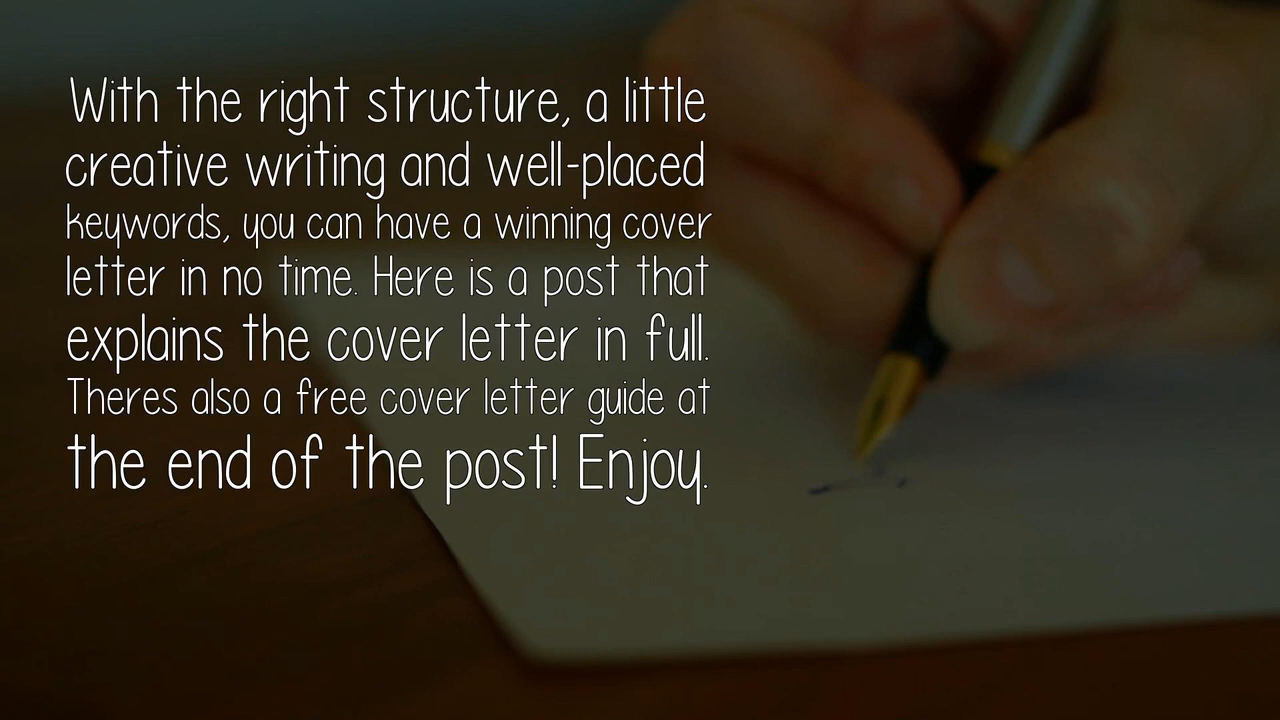 With the right structure, a little
creative writing and well-placed
keywords, you can have a winning cover
letter in no time. Here is a post that
explains the cover letter in full.
Theres also a free cover letter guide at
the end of the post! Enjoy.